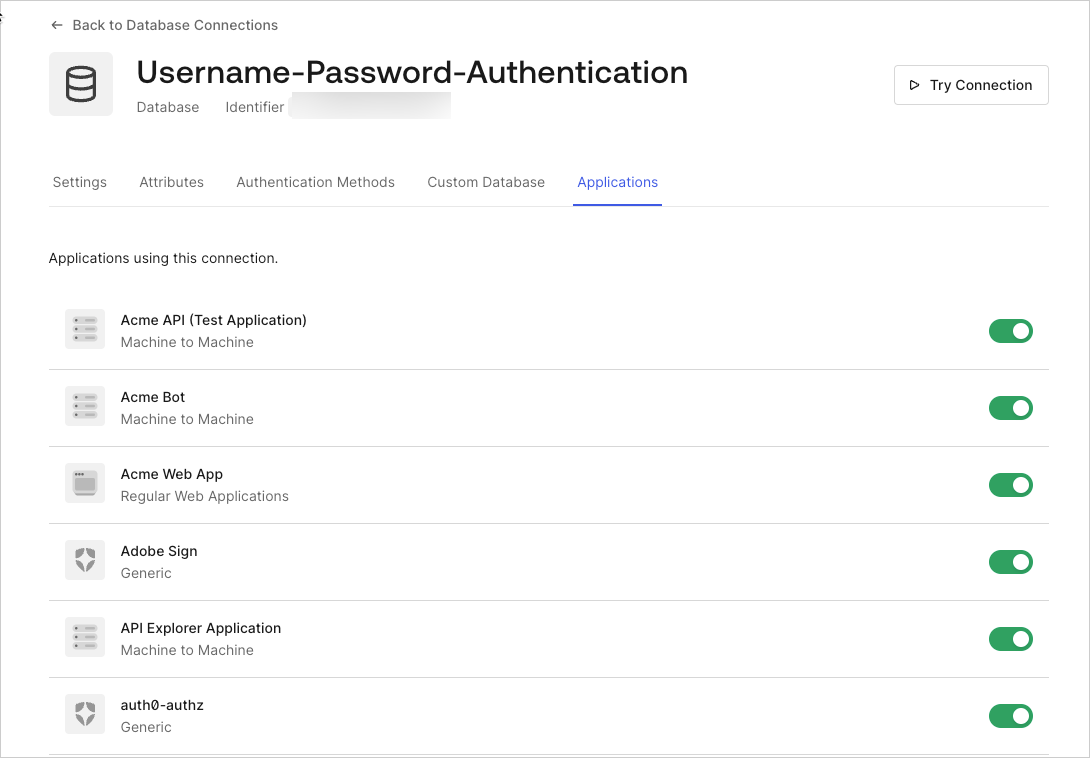 ← Back to Database Connections
Username-Password-Authentication
Database Identifier
Try Connection
Settings Attributes Authentication Methods Custom Database Applications
Applications using this connection.
Acme API (Test Application)
Machine to Machine
Acme Bot
Machine to Machine
Acme Web App
Regular Web Applications
Adobe Sign
Generic
API Explorer Application
Machine to Machine
auth0-authz
Generic